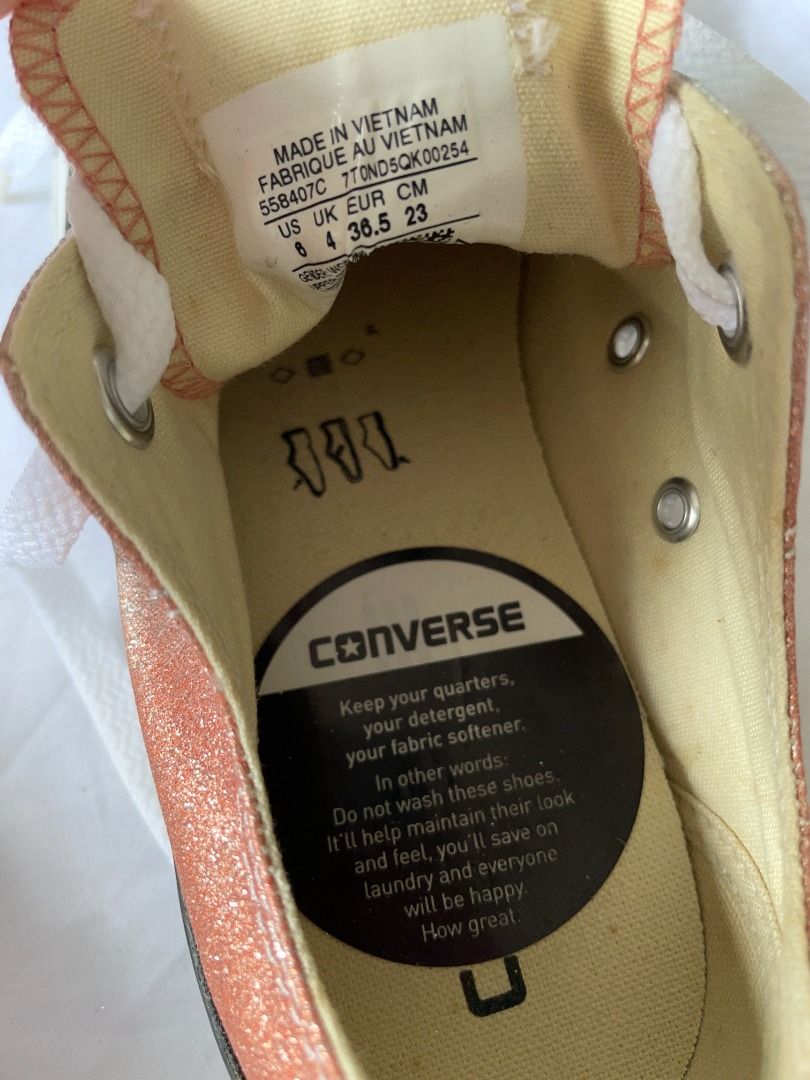 MADE IN VIETNAM
FABRIQUE AU VIETNAM
558407C 7T0ND5QK00254
US UK EUR CM
6 4 36.5 23
CONVERSE
Keep your quarters,
your detergent,
your fabric softener.
In other words:
Do not wash these shoes.
It'll help maintain their look
and feel, you'll save on
laundry and everyone
will be happy.
How great.